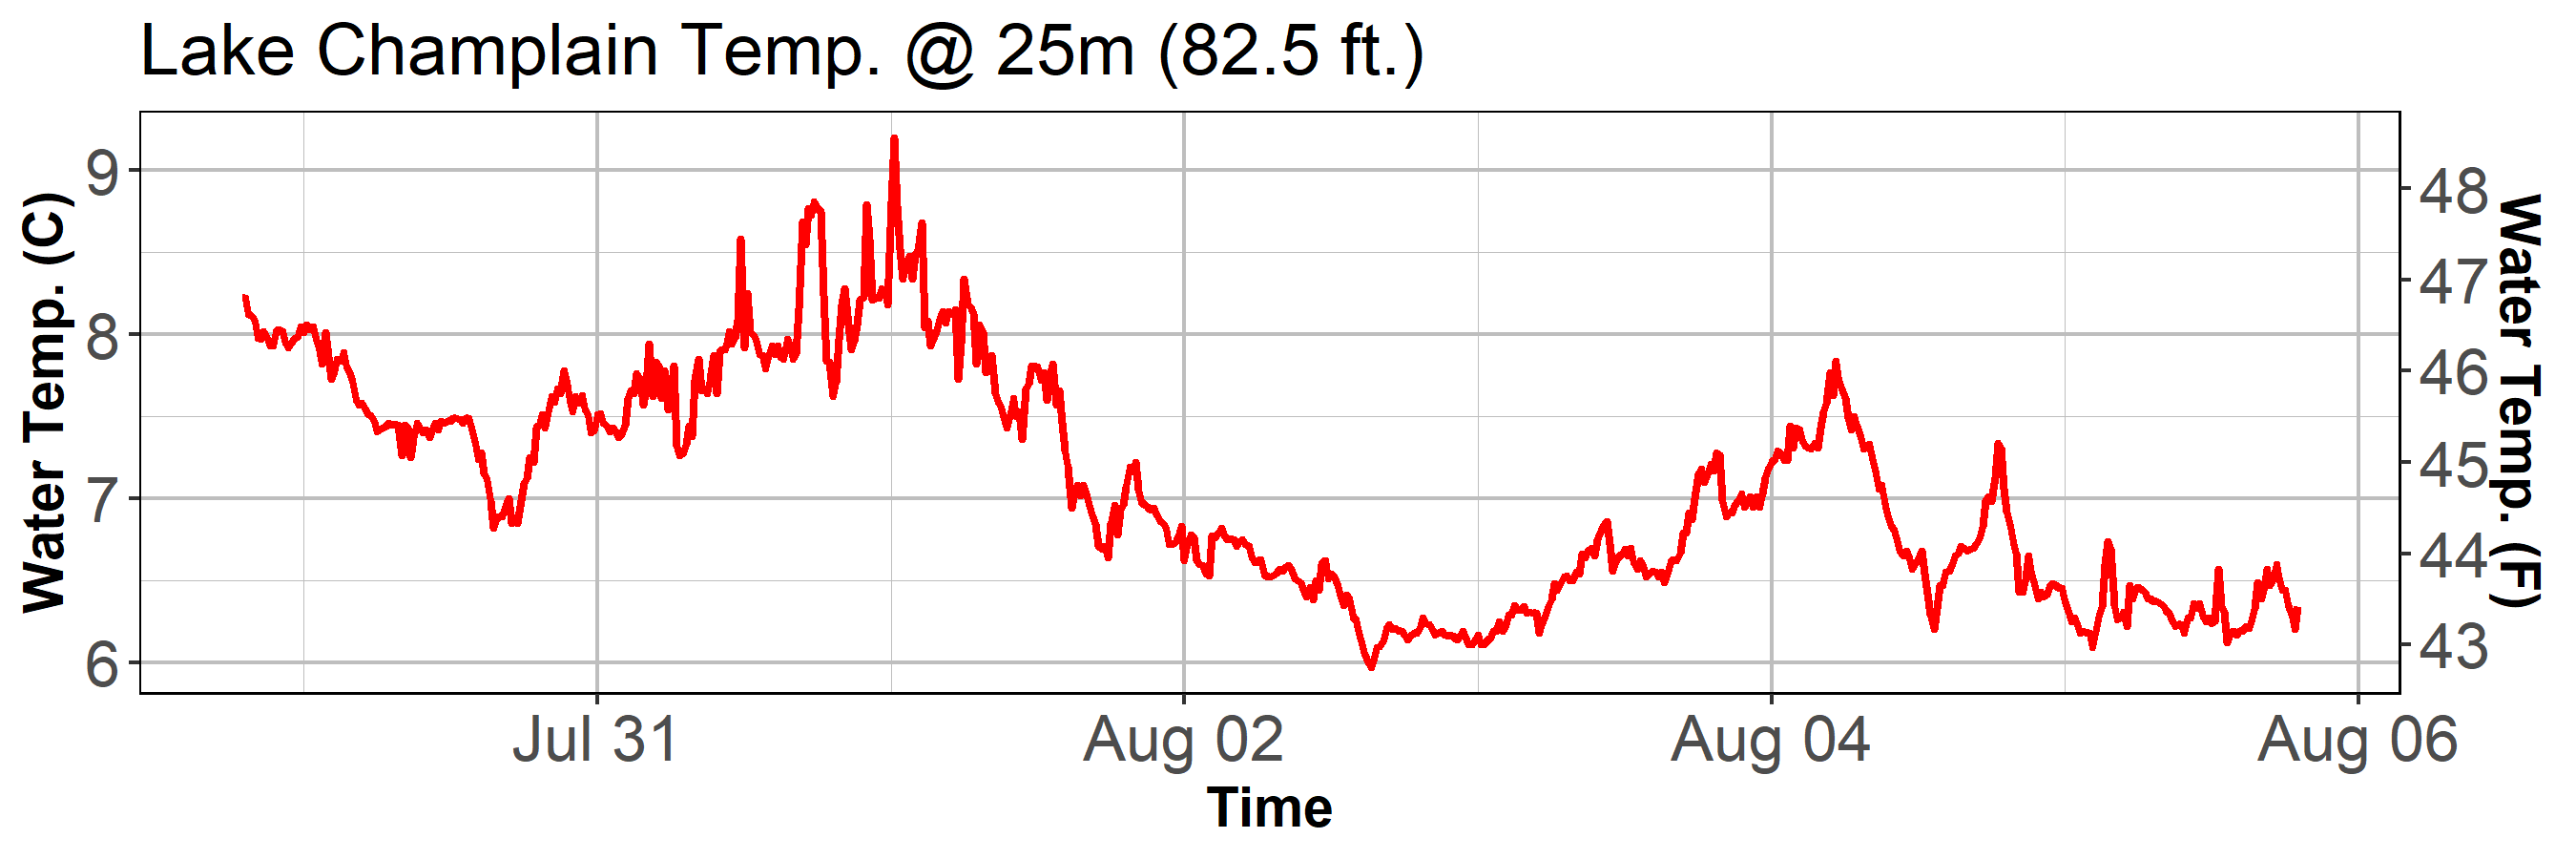 Lake Champlain Temp. @ 25m (82.5 ft.)
Water Temp. (C)
9
8
7
6
48
47
46
45
44
43
Water Temp. (F)
Jul 31 Aug 02 Aug 04 Aug 06
Time